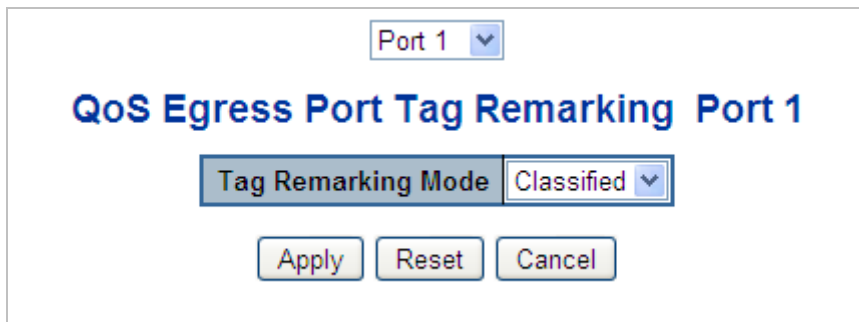 Port 1
QoS Egress Port Tag Remarking Port 1
Tag Remarking Mode Classified
Apply Reset Cancel